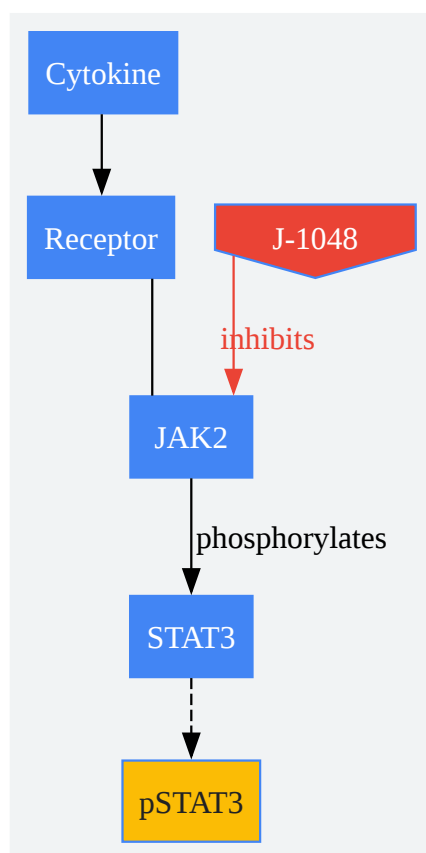 Cytokine
Receptor
J-1048
inhibits
JAK2
phosphorylates
STAT3
pSTAT3